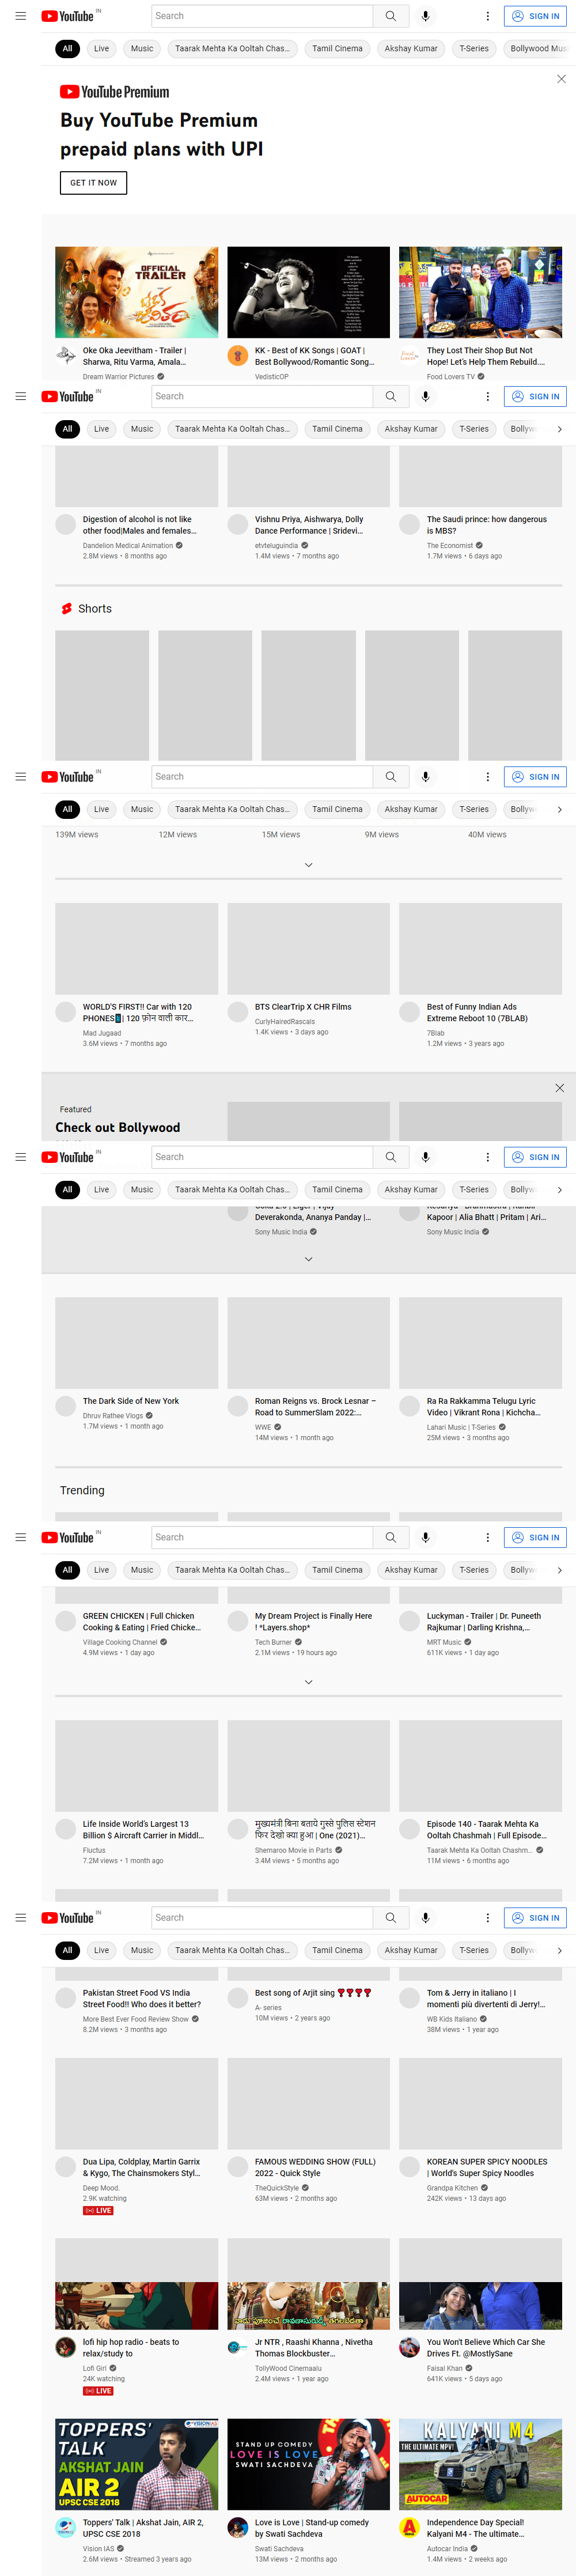 YouTube IN
Search
SIGN IN
All Live Music Taarak Mehta Ka Ooltah Chas... Tamil Cinema Akshay Kumar T-Series Bollywood Mus
YouTube Premium
Buy YouTube Premium
prepaid plans with UPI
GET IT NOW
OFFICIAL
TRAILER
Oke Oka Jeevitham - Trailer |
Sharwa, Ritu Varma, Amala...
Dream Warrior Pictures
KK - Best of KK Songs | GOAT |
Best Bollywood/Romantic Song...
VedisticOP
They Lost Their Shop But Not
Hope! Let's Help Them Rebuild....
Food Lovers TV
YouTube IN
Search
SIGN IN
All Live Music Taarak Mehta Ka Ooltah Chas... Tamil Cinema Akshay Kumar T-Series Bollyw
Digestion of alcohol is not like
other food|Males and females...
Dandelion Medical Animation
2.8M views • 8 months ago
Vishnu Priya, Aishwarya, Dolly
Dance Performance | Sridevi...
etvteluguindia
1.4M views • 7 months ago
The Saudi prince: how dangerous
is MBS?
The Economist
1.7M views • 6 days ago
Shorts
YouTube IN
Search
SIGN IN
All Live Music Taarak Mehta Ka Ooltah Chas... Tamil Cinema Akshay Kumar T-Series Bollyw
139M views 12M views 15M views 9M views 40M views
WORLD'S FIRST!! Car with 120
PHONES📱| 120 फ़ोन वाली कार...
Mad Jugaad
3.6M views • 7 months ago
BTS ClearTrip X CHR Films
CurlyHairedRascals
1.4K views • 3 days ago
Best of Funny Indian Ads
Extreme Reboot 10 (7BLAB)
7Blab
1.2M views • 3 years ago
Featured
Check out Bollywood
YouTube IN
Search
SIGN IN
All Live Music Taarak Mehta Ka Ooltah Chas... Tamil Cinema Akshay Kumar T-Series Bollyw
Deverakonda, Ananya Panday |...
Sony Music India
Kapoor | Alia Bhatt | Pritam | Ari...
Sony Music India
The Dark Side of New York
Dhruv Rathee Vlogs
1.7M views • 1 month ago
Roman Reigns vs. Brock Lesnar –
Road to SummerSlam 2022:...
WWE
14M views • 1 month ago
Ra Ra Rakkamma Telugu Lyric
Video | Vikrant Rona | Kichcha...
Lahari Music | T-Series
25M views • 3 months ago
Trending
YouTube IN
Search
SIGN IN
All Live Music Taarak Mehta Ka Ooltah Chas... Tamil Cinema Akshay Kumar T-Series Bollyw
GREEN CHICKEN | Full Chicken
Cooking & Eating | Fried Chicke...
Village Cooking Channel
4.9M views • 1 day ago
My Dream Project is Finally Here
! *Layers.shop*
Tech Burner
2.1M views • 19 hours ago
Luckyman - Trailer | Dr. Puneeth
Rajkumar | Darling Krishna,...
MRT Music
611K views • 1 day ago
Life Inside World's Largest 13
Billion $ Aircraft Carrier in Middl...
Fluctus
7.2M views • 1 month ago
मुख्यमंत्री बिना बताये गुस्से पुलिस स्टेशन
फिर देखो क्या हुआ | One (2021)...
Shemaroo Movie in Parts
3.4M views • 5 months ago
Episode 140 - Taarak Mehta Ka
Ooltah Chashmah | Full Episode...
Taarak Mehta Ka Ooltah Chashm...
11M views • 6 months ago
YouTube IN
Search
SIGN IN
All Live Music Taarak Mehta Ka Ooltah Chas... Tamil Cinema Akshay Kumar T-Series Bollyw
Pakistan Street Food VS India
Street Food!! Who does it better?
More Best Ever Food Review Show
8.2M views • 3 months ago
Best song of Arjit sing ❣❣❣❣
A- series
10M views • 2 years ago
Tom & Jerry in italiano | I
momenti più divertenti di Jerry!...
WB Kids Italiano
38M views • 1 year ago
Dua Lipa, Coldplay, Martin Garrix
& Kygo, The Chainsmokers Styl...
Deep Mood.
2.9K watching
LIVE
FAMOUS WEDDING SHOW (FULL)
2022 - Quick Style
TheQuickStyle
63M views • 2 months ago
KOREAN SUPER SPICY NOODLES
| World's Super Spicy Noodles
Grandpa Kitchen
242K views • 13 days ago
lofi hip hop radio - beats to
relax/study to
Lofi Girl
24K watching
LIVE
Jr NTR , Raashi Khanna , Nivetha
Thomas Blockbuster...
TollyWood Cinemaalu
2.4M views • 1 year ago
You Won't Believe Which Car She
Drives Ft. @MostlySane
Faisal Khan
641K views • 5 days ago
TOPPERS'
TALK
VISIONIAS
AKSHAT JAIN
AIR 2
UPSC CSE 2018
Toppers' Talk | Akshat Jain, AIR 2,
UPSC CSE 2018
Vision IAS
2.6M views • Streamed 3 years ago
STAND UP COMEDY
LOVE IS LOVE
SWATI SACHDEVA
Love is Love | Stand-up comedy
by Swati Sachdeva
Swati Sachdeva
13M views • 2 months ago
KALYANI M4
THE ULTIMATE MPV!
AUTOCAR
Independence Day Special!
Kalyani M4 - The ultimate...
Autocar India
1.4M views • 2 weeks ago